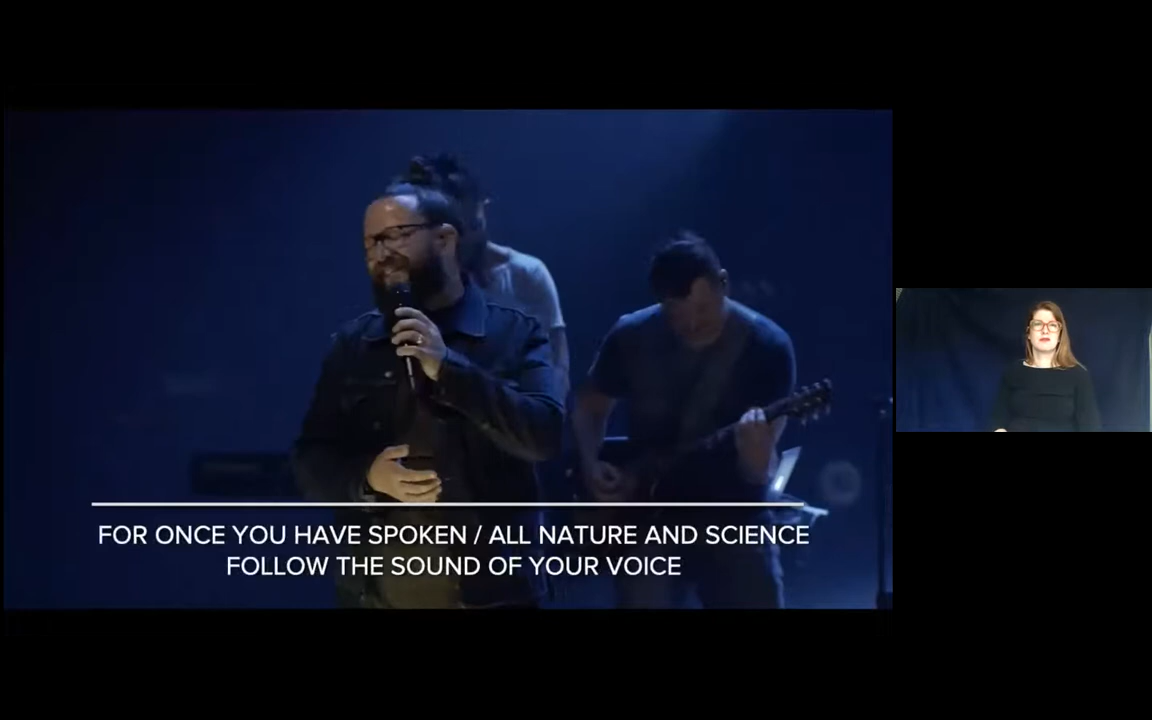 FOR ONCE YOU HAVE SPOKEN / ALL NATURE AND SCIENCE
FOLLOW THE SOUND OF YOUR VOICE